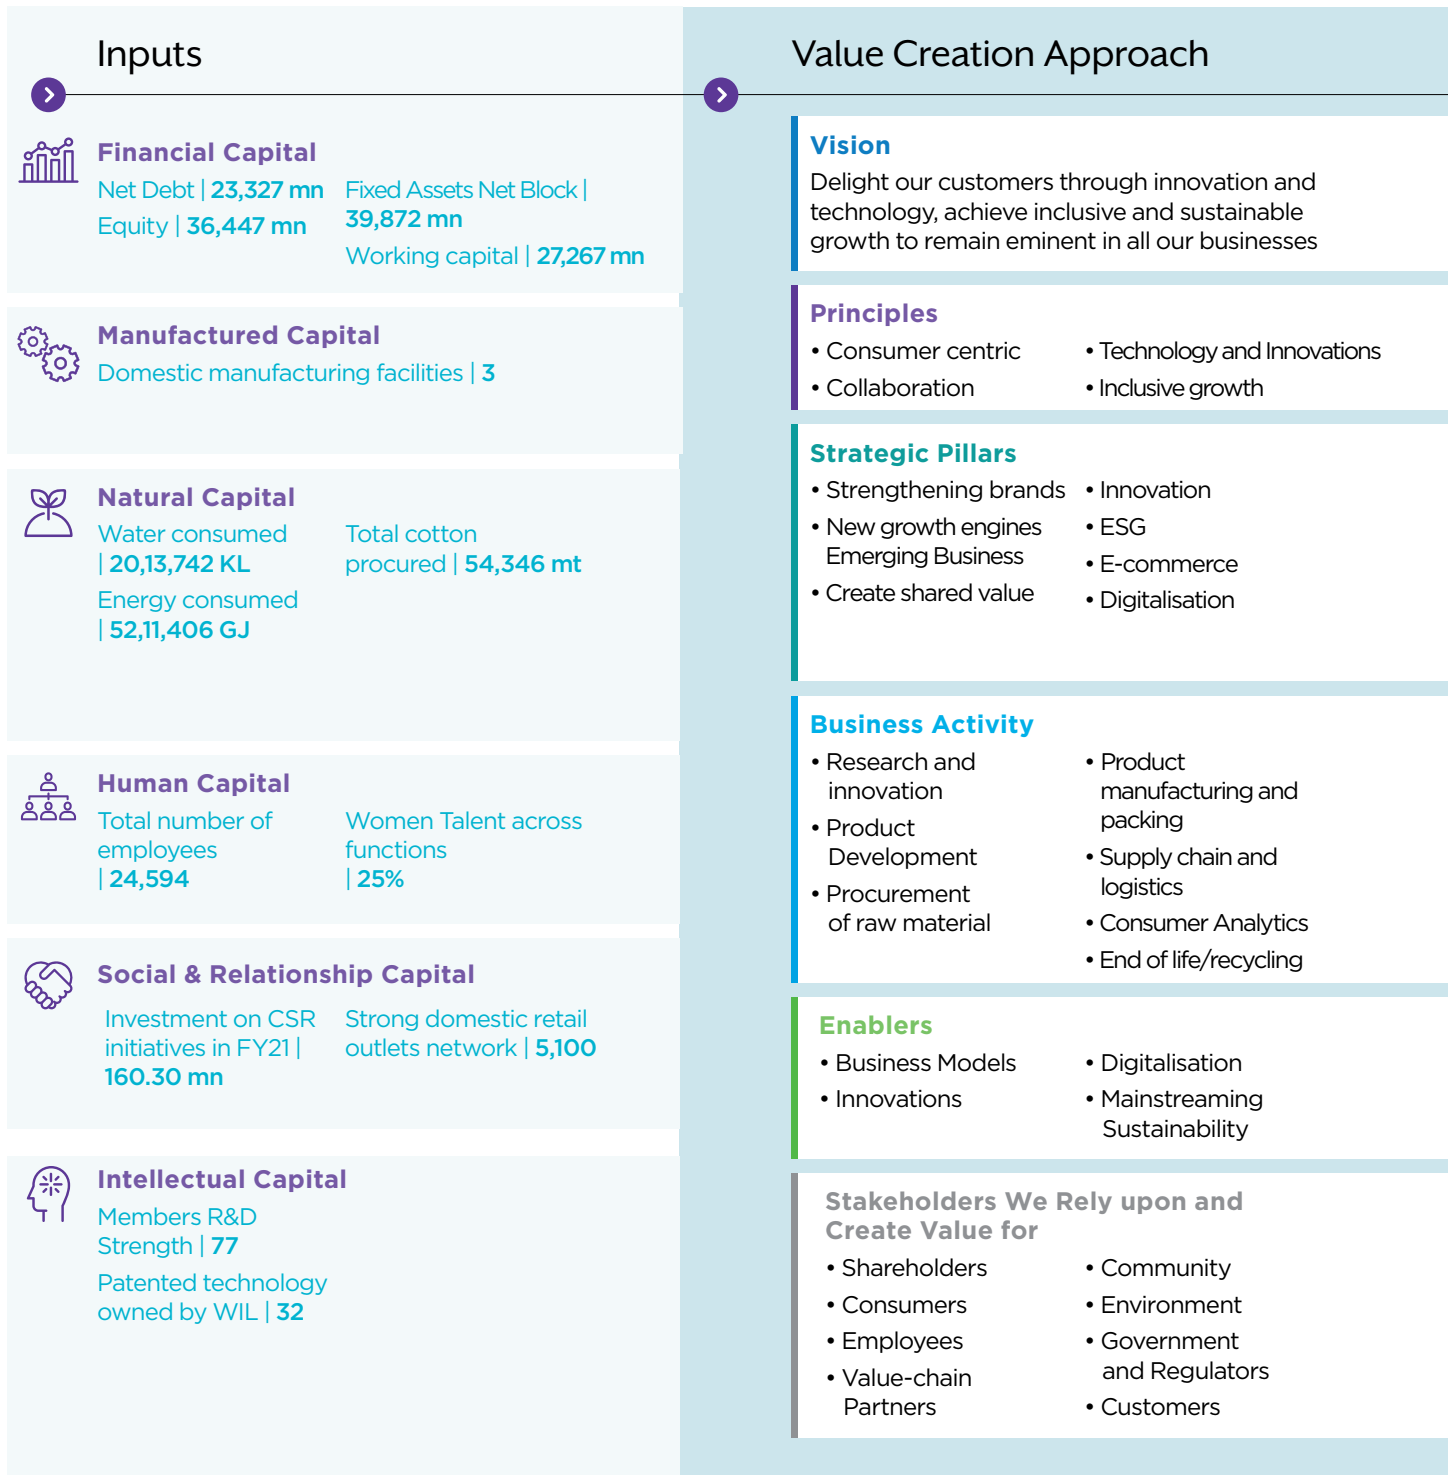 Inputs
Financial Capital
Net Debt | 23,327 mn
Equity | 36,447 mn
Fixed Assets Net Block |
39,872 mn
Working capital | 27,267 mn
Manufactured Capital
Domestic manufacturing facilities | 3
Natural Capital
Water consumed
| 20,13,742 KL
Energy consumed
| 52,11,406 GJ
Total cotton
procured | 54,346 mt
Human Capital
Total number of
employees
| 24,594
Women Talent across
functions
| 25%
Social & Relationship Capital
Investment on CSR
initiatives in FY21 |
160.30 mn
Strong domestic retail
outlets network | 5,100
Intellectual Capital
Members R&D
Strength | 77
Patented technology
owned by WIL | 32
Value Creation Approach
Vision
Delight our customers through innovation and
technology, achieve inclusive and sustainable
growth to remain eminent in all our businesses
Principles
• Consumer centric
• Collaboration
• Technology and Innovations
• Inclusive growth
Strategic Pillars
• Strengthening brands
• New growth engines
Emerging Business
• Create shared value
• Innovation
• ESG
• E-commerce
• Digitalisation
Business Activity
• Research and
innovation
• Product
Development
• Procurement
of raw material
• Product
manufacturing and
packing
• Supply chain and
logistics
• Consumer Analytics
• End of life/recycling
Enablers
• Business Models
• Innovations
• Digitalisation
• Mainstreaming
Sustainability
Stakeholders We Rely upon and
Create Value for
• Shareholders
• Consumers
• Employees
• Value-chain
Partners
• Community
• Environment
• Government
and Regulators
• Customers